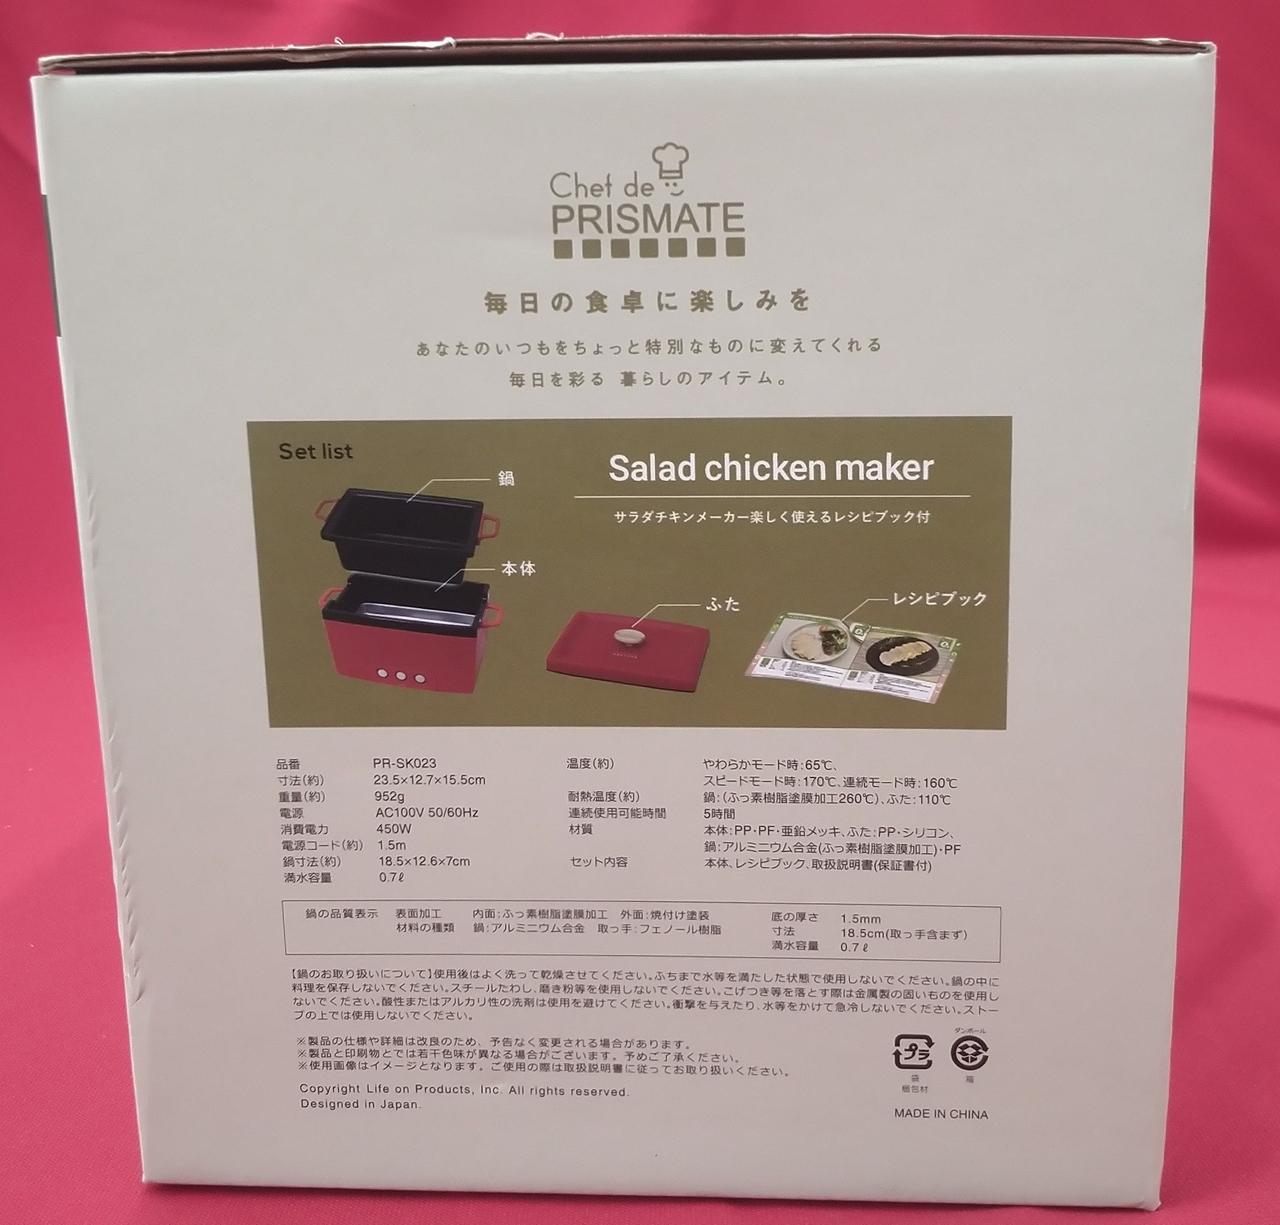 Chef de
PRISMATE
毎日の食卓に楽しみを
あなたのいつもをちょっと特別なものに変えてくれる
毎日を彩る 暮らしのアイテム。
Set list
Salad chicken maker
サラダチキンメーカー楽しく使えるレシピブック付
鍋
本体
ふた
レシピブック
品番 PR-SK023
寸法(約) 23.5×12.7×15.5cm
重量(約) 952g
電源 AC100V 50/60Hz
消費電力 450W
電源コード(約) 1.5m
鍋寸法(約) 18.5×12.6×7cm
満水容量 0.7ℓ
温度(約) やわらかモード時:65℃、
スピードモード時:170℃、連続モード時:160℃
耐熱温度(約) 鍋:(ふっ素樹脂塗膜加工260℃)、ふた:110℃
連続使用可能時間 5時間
材質 本体:PP・PF・亜鉛メッキ、ふた:PP・シリコン、
鍋:アルミニウム合金(ふっ素樹脂塗膜加工)・PF
セット内容 本体、レシピブック、取扱説明書(保証書付)
鍋の品質表示 表面加工 内面:ふっ素樹脂塗膜加工 外面:焼付け塗装
材料の種類 鍋:アルミニウム合金 取っ手:フェノール樹脂
底の厚さ 1.5mm
寸法 18.5cm(取っ手含まず)
満水容量 0.7ℓ
【鍋のお取り扱いについて】使用後はよく洗って乾燥させてください。ふちまで水等を満たした状態で使用しないでください。鍋の中に
料理を保存しないでください。スチールたわし、磨き粉等を使用しないでください。こげつき等を落とす際は金属製の固いものを使用し
ないでください。酸性またはアルカリ性の洗剤は使用を避けてください。衝撃を与えたり、水等をかけて急冷しないでください。ストー
ブの上では使用しないでください。
※製品の仕様や詳細は改良のため、予告なく変更される場合があります。
※製品と印刷物とでは若干色味が異なる場合がございます。予めご了承ください。
※使用画像はイメージとなります。ご使用の際は取扱説明書に従ってお取り扱いください。
Copyright Life on Products, Inc. All rights reserved.
Designed in Japan.
プラ
袋
梱包材
ダンボール
箱
MADE IN CHINA